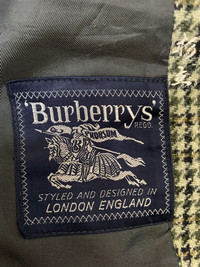 'Burberrys'
REGD.
PRORSUM
STYLED AND DESIGNED IN
LONDON ENGLAND